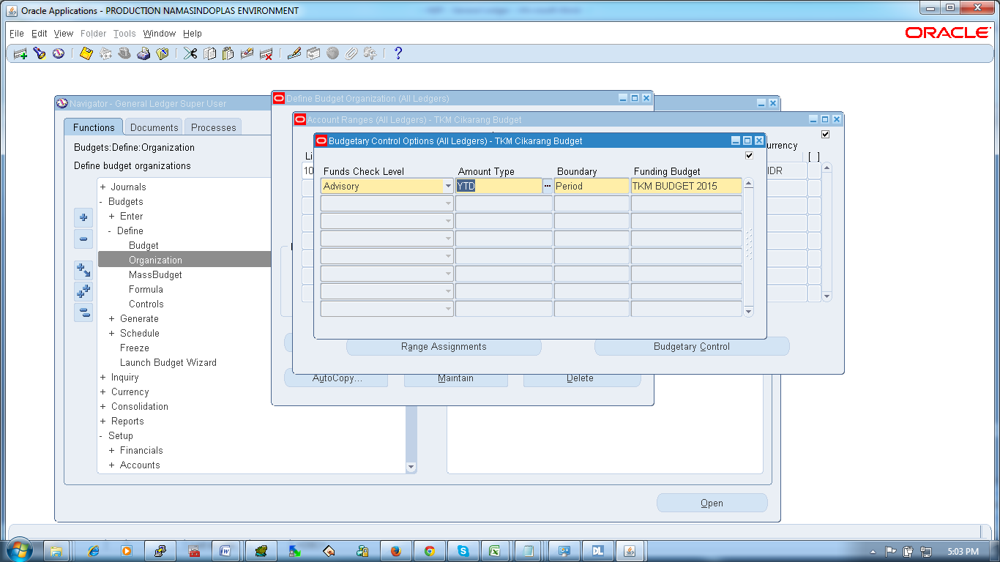 Oracle Applications - PRODUCTION NAMASINDOPLAS ENVIRONMENT
File Edit View Folder Tools Window Help
ORACLE
Navigator - General Ledger Super User
Functions Documents Processes
Budgets:Define:Organization
Define budget organizations
+ Journals
- Budgets
+ Enter
- Define
Budget
Organization
MassBudget
Formula
Controls
+ Generate
+ Schedule
Freeze
Launch Budget Wizard
+ Inquiry
+ Currency
+ Consolidation
+ Reports
- Setup
+ Financials
+ Accounts
Open
Define Budget Organization (All Ledgers)
AutoCopy... Maintain Delete
Account Ranges (All Ledgers) - TKM Cikarang Budget
Li
urrency
[ ]
10
IDR
Range Assignments Budgetary Control
Budgetary Control Options (All Ledgers) - TKM Cikarang Budget
Funds Check Level Amount Type Boundary Funding Budget
Advisory YTD ... Period TKM BUDGET 2015
5:03 PM